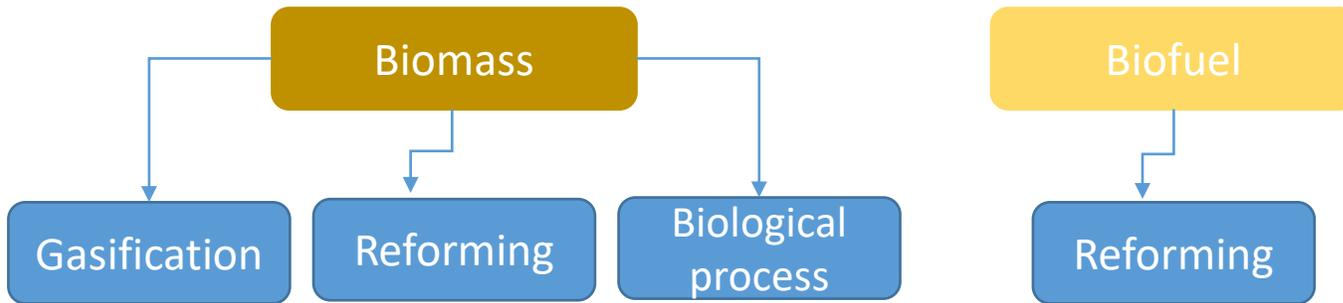 Biomass
Biofuel
Gasification
Reforming
Biological
process
Reforming